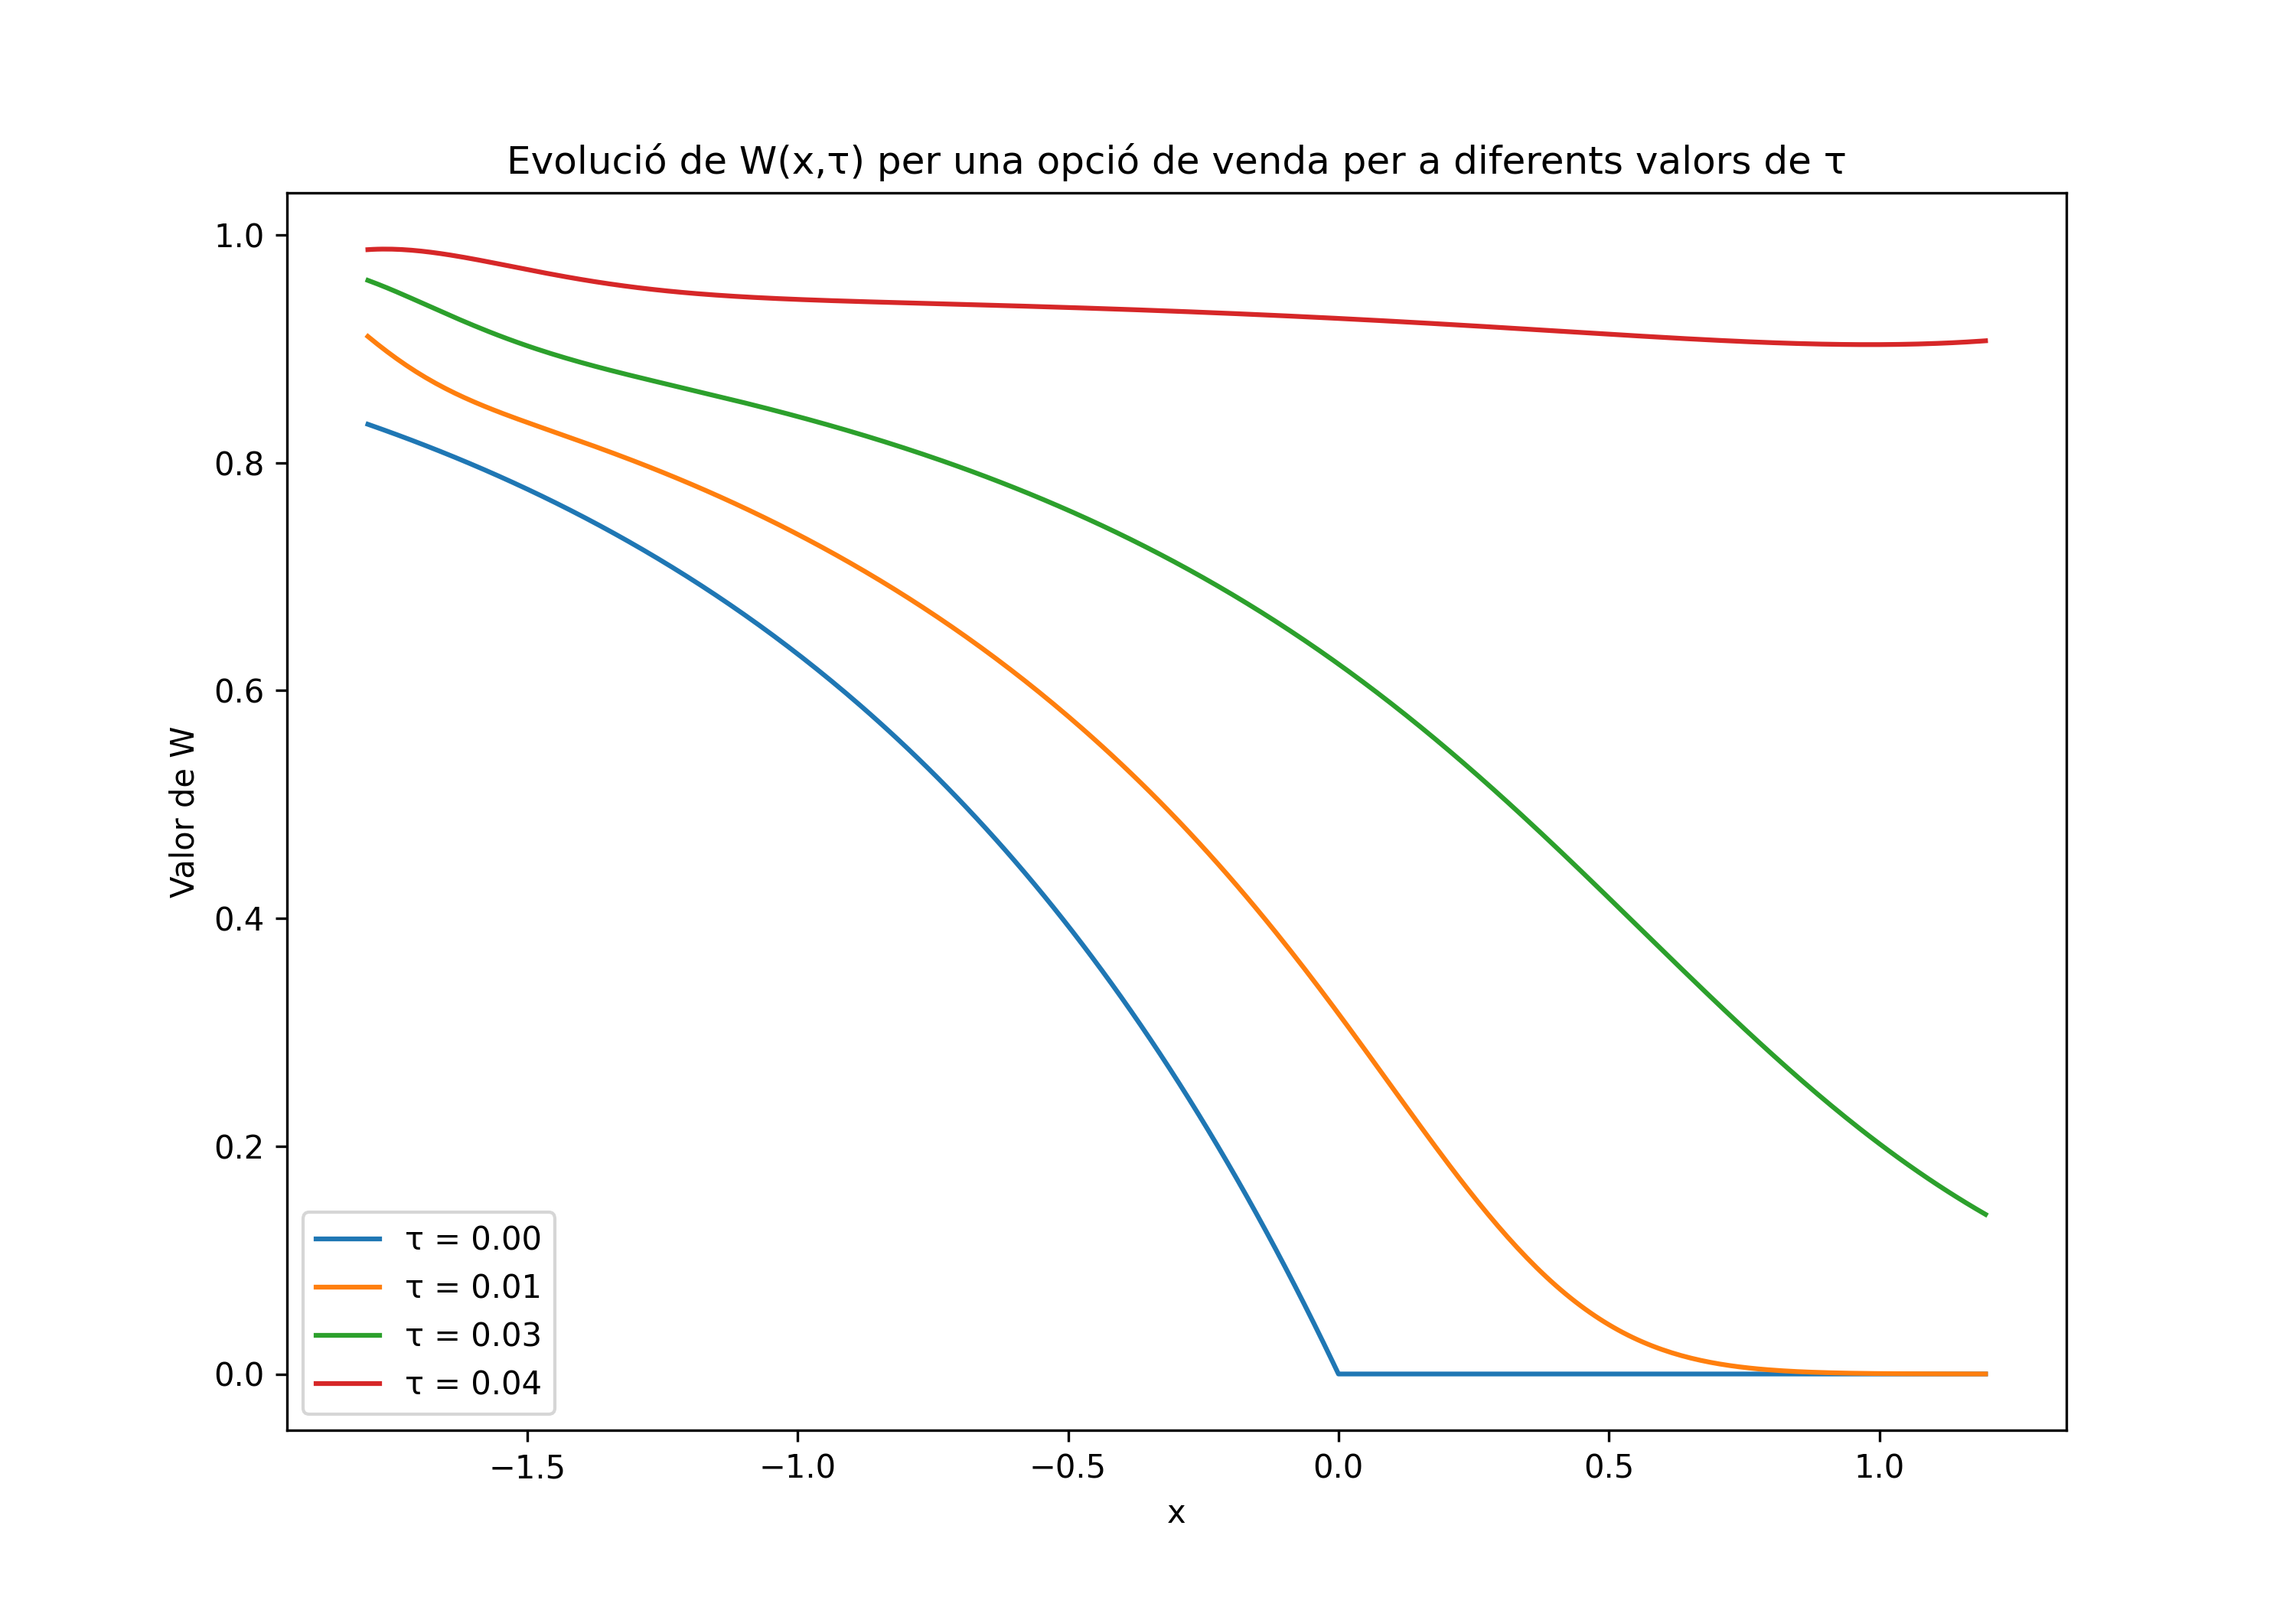 Evolució de W(x,τ) per una opció de venda per a diferents valors de τ
1.0
0.8
0.6
0.4
0.2
0.0
Valor de W
τ = 0.00
τ = 0.01
τ = 0.03
τ = 0.04
−1.5 −1.0 −0.5 0.0 0.5 1.0
x